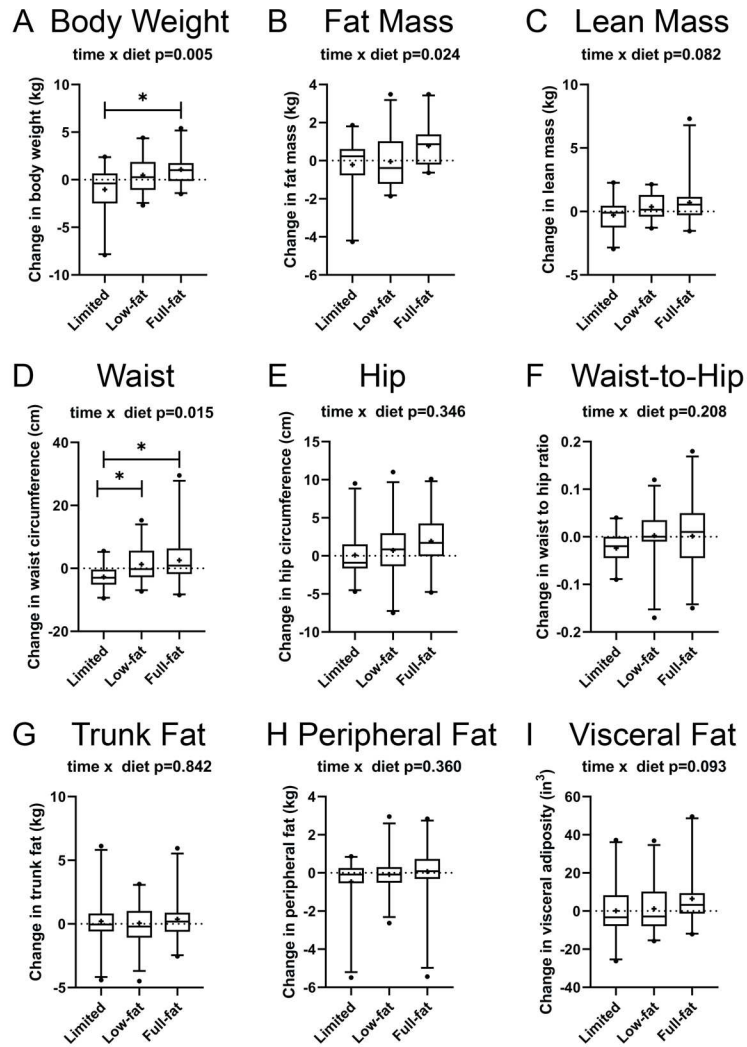 A Body Weight
time x diet p=0.005
Change in body weight (kg)
10
5
0
-5
-10
*
Limited
Low-fat
Full-fat
B Fat Mass
time x diet p=0.024
Change in fat mass (kg)
4
2
0
-2
-4
-6
Limited
Low-fat
Full-fat
C Lean Mass
time x diet p=0.082
Change in lean mass (kg)
10
5
0
-5
Limited
Low-fat
Full-fat
D Waist
time x diet p=0.015
Change in waist circumference (cm)
40
20
0
-20
*
*
Limited
Low-fat
Full-fat
E Hip
time x diet p=0.346
Change in hip circumference (cm)
15
10
5
0
-5
-10
Limited
Low-fat
Full-fat
F Waist-to-Hip
time x diet p=0.208
Change in waist to hip ratio
0.2
0.1
0.0
-0.1
-0.2
Limited
Low-fat
Full-fat
G Trunk Fat
time x diet p=0.842
Change in trunk fat (kg)
10
5
0
-5
Limited
Low-fat
Full-fat
H Peripheral Fat
time x diet p=0.360
Change in peripheral fat (kg)
4
2
0
-2
-4
-6
Limited
Low-fat
Full-fat
I Visceral Fat
time x diet p=0.093
Change in visceral adiposity (in³)
60
40
20
0
-20
-40
Limited
Low-fat
Full-fat